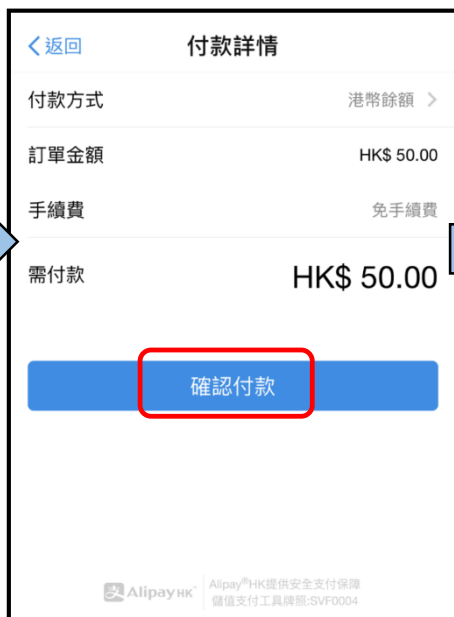 返回 付款詳情
付款方式 港幣餘額
訂單金額 HK$ 50.00
手續費 免手續費
需付款 HK$ 50.00
確認付款
AlipayHK Alipay®HK提供安全支付保障
儲值支付工具牌照:SVF0004